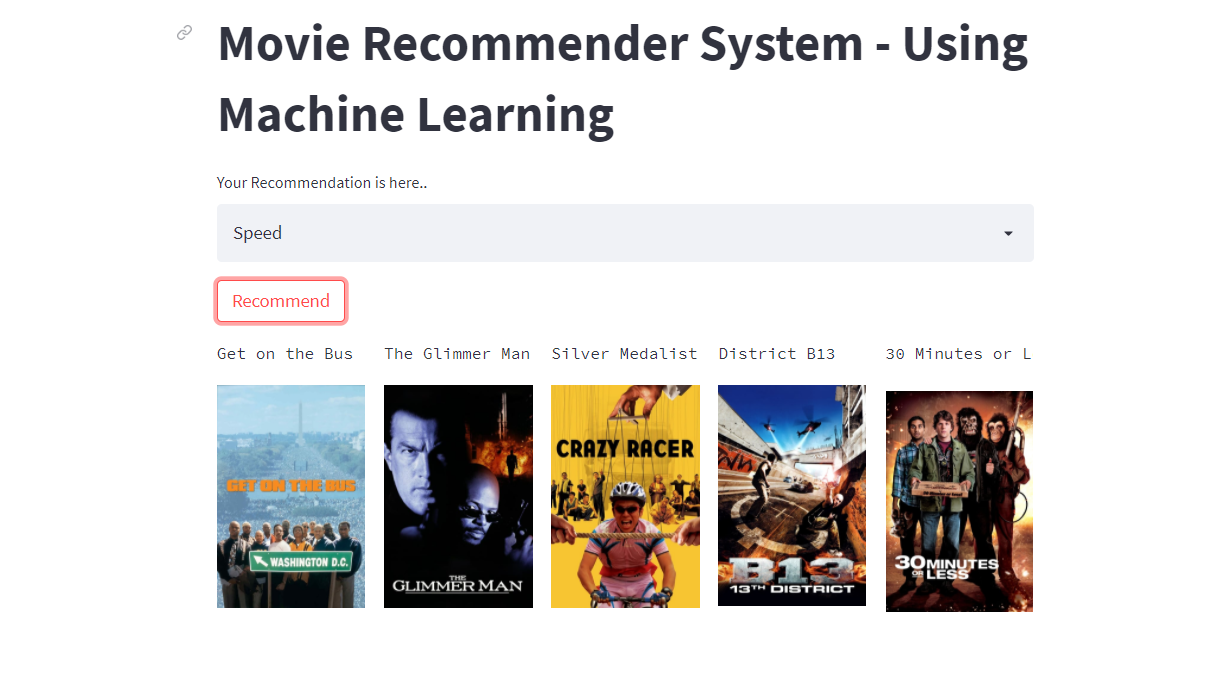 Movie Recommender System - Using
Machine Learning
Your Recommendation is here..
Speed
Recommend
Get on the Bus
The Glimmer Man
Silver Medalist
District B13
30 Minutes or L
GET ON THE BUS
WASHINGTON D.C.
THE
GLIMMER MAN
CRAZY RACER
B13
13TH DISTRICT
30 MINUTES
OR LESS